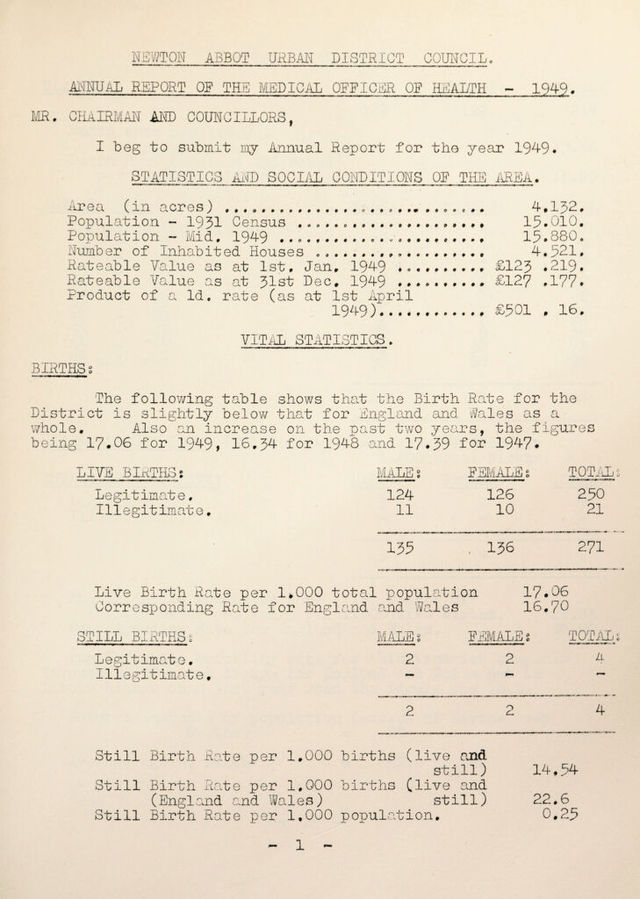 NEWTON ABBOT URBAN DISTRICT COUNCIL.
ANNUAL REPORT OF THE MEDICAL OFFICER OF HEALTH - 1949.
MR. CHAIRMAN AND COUNCILLORS,
I beg to submit my Annual Report for the year 1949.
STATISTICS AND SOCIAL CONDITIONS OF THE AREA.
Area (in acres) ........................ 4.132.
Population - 1931 Census ................. 15.010.
Population - Mid. 1949 ................... 15.880.
Number of Inhabited Houses ............... 4.521.
Rateable Value as at 1st. Jan. 1949 .......... £123 .219.
Rateable Value as at 31st Dec. 1949 .......... £127 .177.
Product of a 1d. rate (as at 1st April
1949)............ £501 . 16.
VITAL STATISTICS.
BIRTHS:
The following table shows that the Birth Rate for the
District is slightly below that for England and Wales as a
whole. Also an increase on the past two years, the figures
being 17.06 for 1949, 16.34 for 1948 and 17.39 for 1947.
LIVE BIRTHS: MALE: FEMALE: TOTAL:
Legitimate. 124 126 250
Illegitimate. 11 10 21
135 136 271
Live Birth Rate per 1.000 total population 17.06
Corresponding Rate for England and Wales 16.70
STILL BIRTHS: MALE: FEMALE: TOTAL:
Legitimate. 2 2 4
Illegitimate. - - -
2 2 4
Still Birth Rate per 1.000 births (live and
still) 14.54
Still Birth Rate per 1.000 births (live and
(England and Wales) still) 22.6
Still Birth Rate per 1.000 population. 0.25
- 1 -